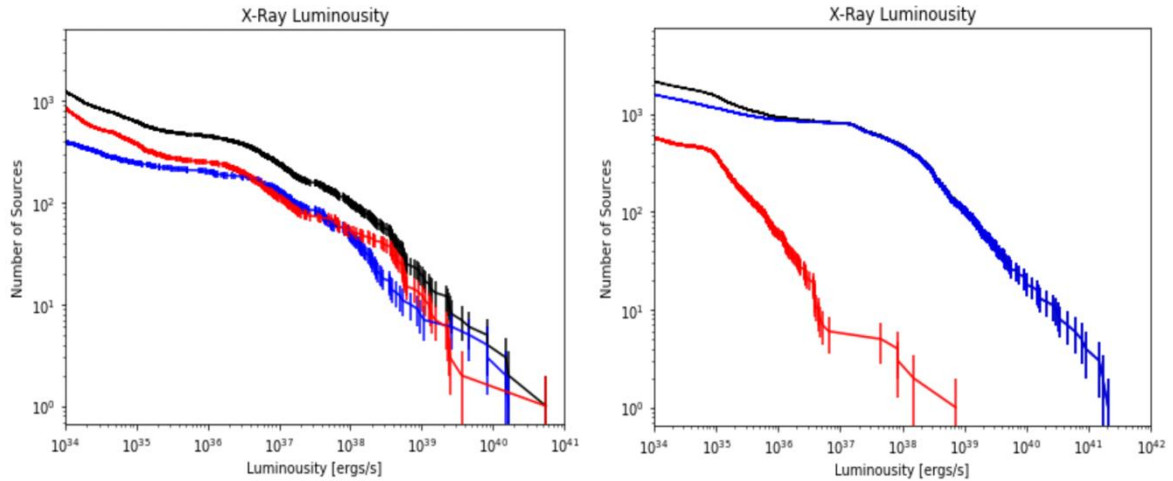 X-Ray Luminousity
Number of Sources
10³
10²
10¹
10⁰
10³⁴ 10³⁵ 10³⁶ 10³⁷ 10³⁸ 10³⁹ 10⁴⁰ 10⁴¹
Luminousity [ergs/s]
X-Ray Luminousity
Number of Sources
10³
10²
10¹
10⁰
10³⁴ 10³⁵ 10³⁶ 10³⁷ 10³⁸ 10³⁹ 10⁴⁰ 10⁴¹ 10⁴²
Luminousity [ergs/s]